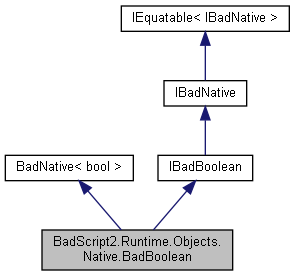 IEquatable< IBadNative >
IBadNative
BadNative< bool >
IBadBoolean
BadScript2.Runtime.Objects.
Native.BadBoolean